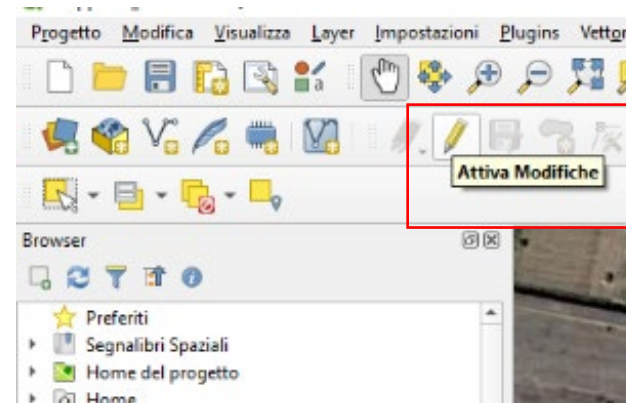 Progetto Modifica Visualizza Layer Impostazioni Plugins
a
Attiva Modifiche
Browser
Preferiti
Segnalibri Spaziali
Home del progetto
Home